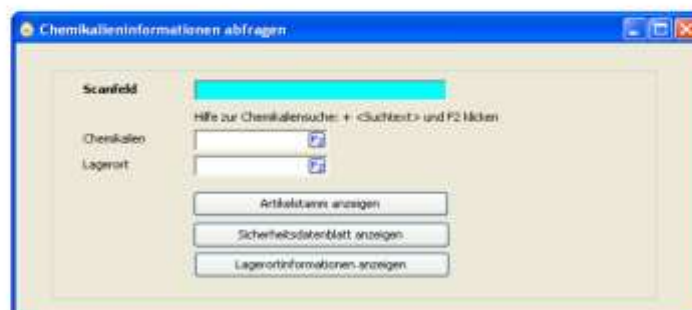 Chemikalieninformationen abfragen
Scanfeld
Hilfe zur Chemikaliensuche: + <Suchtext> und F2 klicken
Chemikalien
Lagerort
Artikelstamm anzeigen
Sicherheitsdatenblatt anzeigen
Lagerortinformationen anzeigen